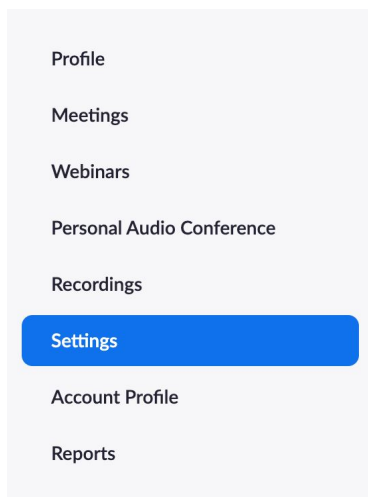 Profile
Meetings
Webinars
Personal Audio Conference
Recordings
Settings
Account Profile
Reports